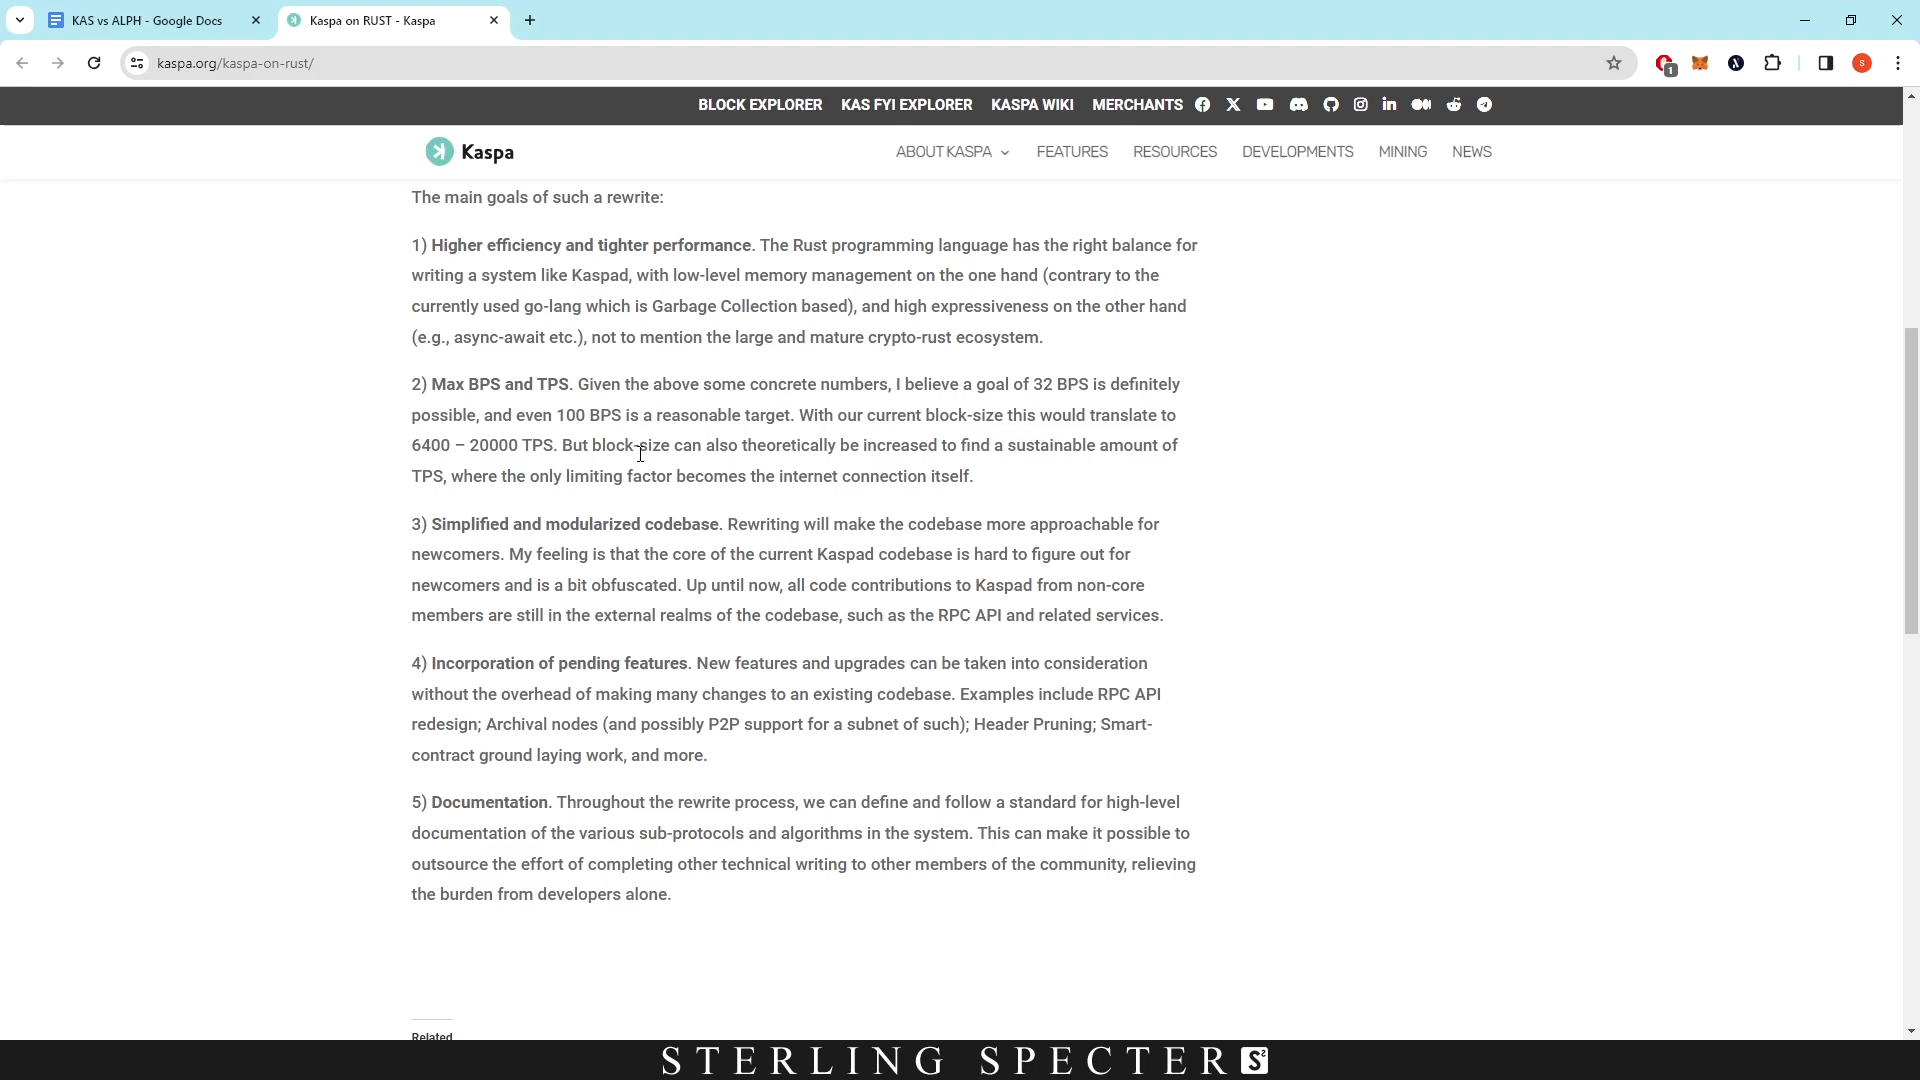 KAS vs ALPH - Google Docs
Kaspa on RUST - Kaspa
kaspa.org/kaspa-on-rust/
1
S
BLOCK EXPLORER KAS FYI EXPLORER KASPA WIKI MERCHANTS
Kaspa
ABOUT KASPA FEATURES RESOURCES DEVELOPMENTS MINING NEWS
The main goals of such a rewrite:
1) Higher efficiency and tighter performance. The Rust programming language has the right balance for
writing a system like Kaspad, with low-level memory management on the one hand (contrary to the
currently used go-lang which is Garbage Collection based), and high expressiveness on the other hand
(e.g., async-await etc.), not to mention the large and mature crypto-rust ecosystem.
2) Max BPS and TPS. Given the above some concrete numbers, I believe a goal of 32 BPS is definitely
possible, and even 100 BPS is a reasonable target. With our current block-size this would translate to
6400 – 20000 TPS. But block-size can also theoretically be increased to find a sustainable amount of
TPS, where the only limiting factor becomes the internet connection itself.
3) Simplified and modularized codebase. Rewriting will make the codebase more approachable for
newcomers. My feeling is that the core of the current Kaspad codebase is hard to figure out for
newcomers and is a bit obfuscated. Up until now, all code contributions to Kaspad from non-core
members are still in the external realms of the codebase, such as the RPC API and related services.
4) Incorporation of pending features. New features and upgrades can be taken into consideration
without the overhead of making many changes to an existing codebase. Examples include RPC API
redesign; Archival nodes (and possibly P2P support for a subnet of such); Header Pruning; Smart-
contract ground laying work, and more.
5) Documentation. Throughout the rewrite process, we can define and follow a standard for high-level
documentation of the various sub-protocols and algorithms in the system. This can make it possible to
outsource the effort of completing other technical writing to other members of the community, relieving
the burden from developers alone.
Related
STERLING SPECTER S²